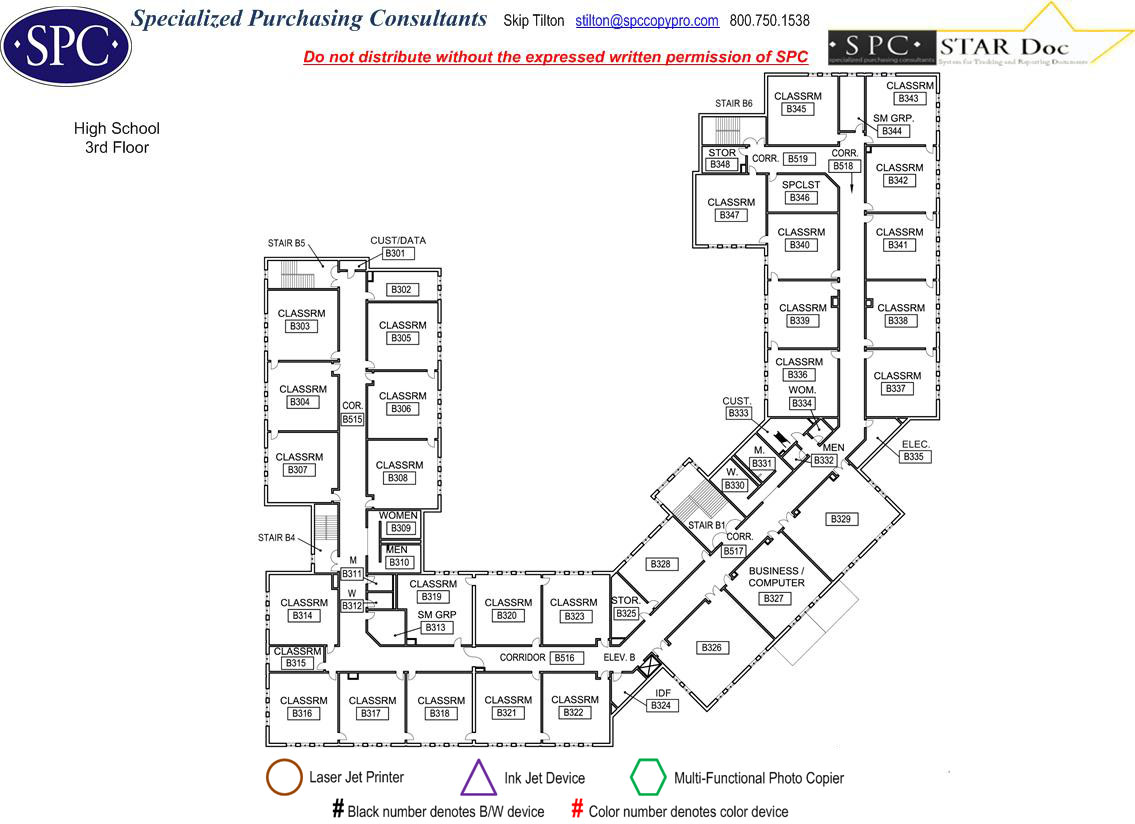 SPC
Specialized Purchasing Consultants Skip Tilton stilton@spccopypro.com 800.750.1538
Do not distribute without the expressed written permission of SPC
SPC
specialized purchasing consultants
STAR Doc
System for Tracking and Reporting Documents
High School
3rd Floor
STAIR B6
CLASSRM
B345
CLASSRM
B343
SM GRP.
B344
STOR
B348
CORR.
B519
CORR.
B518
CLASSRM
B342
SPCLST
B346
CLASSRM
B347
CLASSRM
B340
CLASSRM
B341
CLASSRM
B339
CLASSRM
B338
CLASSRM
B336
CLASSRM
B337
WOM.
B334
CUST.
B333
MEN
B332
ELEC.
B335
M.
B331
W.
B330
STAIR B1
CORR.
B517
B329
B328
BUSINESS /
COMPUTER
B327
STOR.
B325
B326
STAIR B5
CUST/DATA
B301
B302
CLASSRM
B303
CLASSRM
B305
CLASSRM
B304
COR.
B515
CLASSRM
B306
CLASSRM
B307
CLASSRM
B308
WOMEN
B309
STAIR B4
MEN
B310
M
B311
W
B312
CLASSRM
B319
SM GRP
B313
CLASSRM
B314
CLASSRM
B320
CLASSRM
B323
CLASSRM
B315
CORRIDOR
B516
ELEV. B
CLASSRM
B316
CLASSRM
B317
CLASSRM
B318
CLASSRM
B321
CLASSRM
B322
IDF
B324
Laser Jet Printer
Ink Jet Device
Multi-Functional Photo Copier
# Black number denotes B/W device
# Color number denotes color device